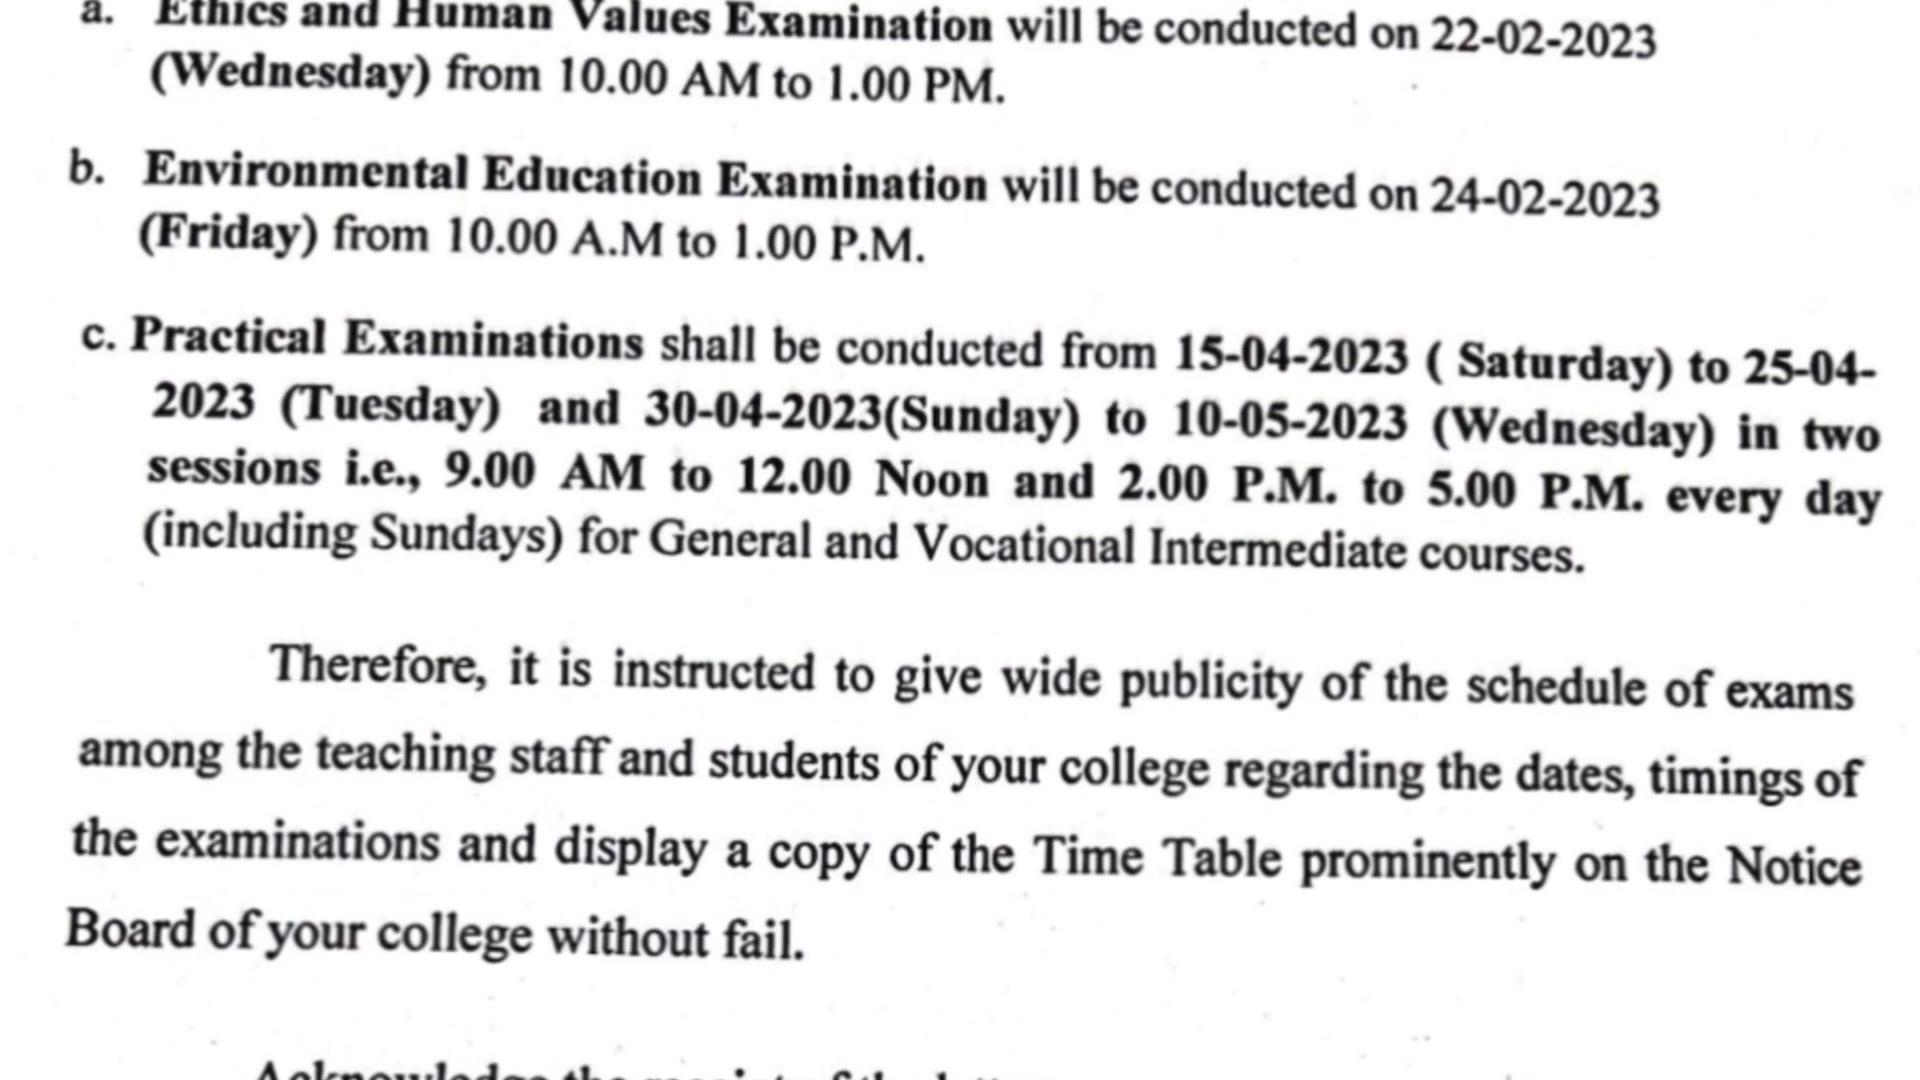 a. Ethics and Human Values Examination will be conducted on 22-02-2023
(Wednesday) from 10.00 AM to 1.00 PM.
b. Environmental Education Examination will be conducted on 24-02-2023
(Friday) from 10.00 A.M to 1.00 P.M.
c. Practical Examinations shall be conducted from 15-04-2023 ( Saturday) to 25-04-
2023 (Tuesday) and 30-04-2023(Sunday) to 10-05-2023 (Wednesday) in two
sessions i.e., 9.00 AM to 12.00 Noon and 2.00 P.M. to 5.00 P.M. every day
(including Sundays) for General and Vocational Intermediate courses.
Therefore, it is instructed to give wide publicity of the schedule of exams
among the teaching staff and students of your college regarding the dates, timings of
the examinations and display a copy of the Time Table prominently on the Notice
Board of your college without fail.
Acknowledge the receipt of the